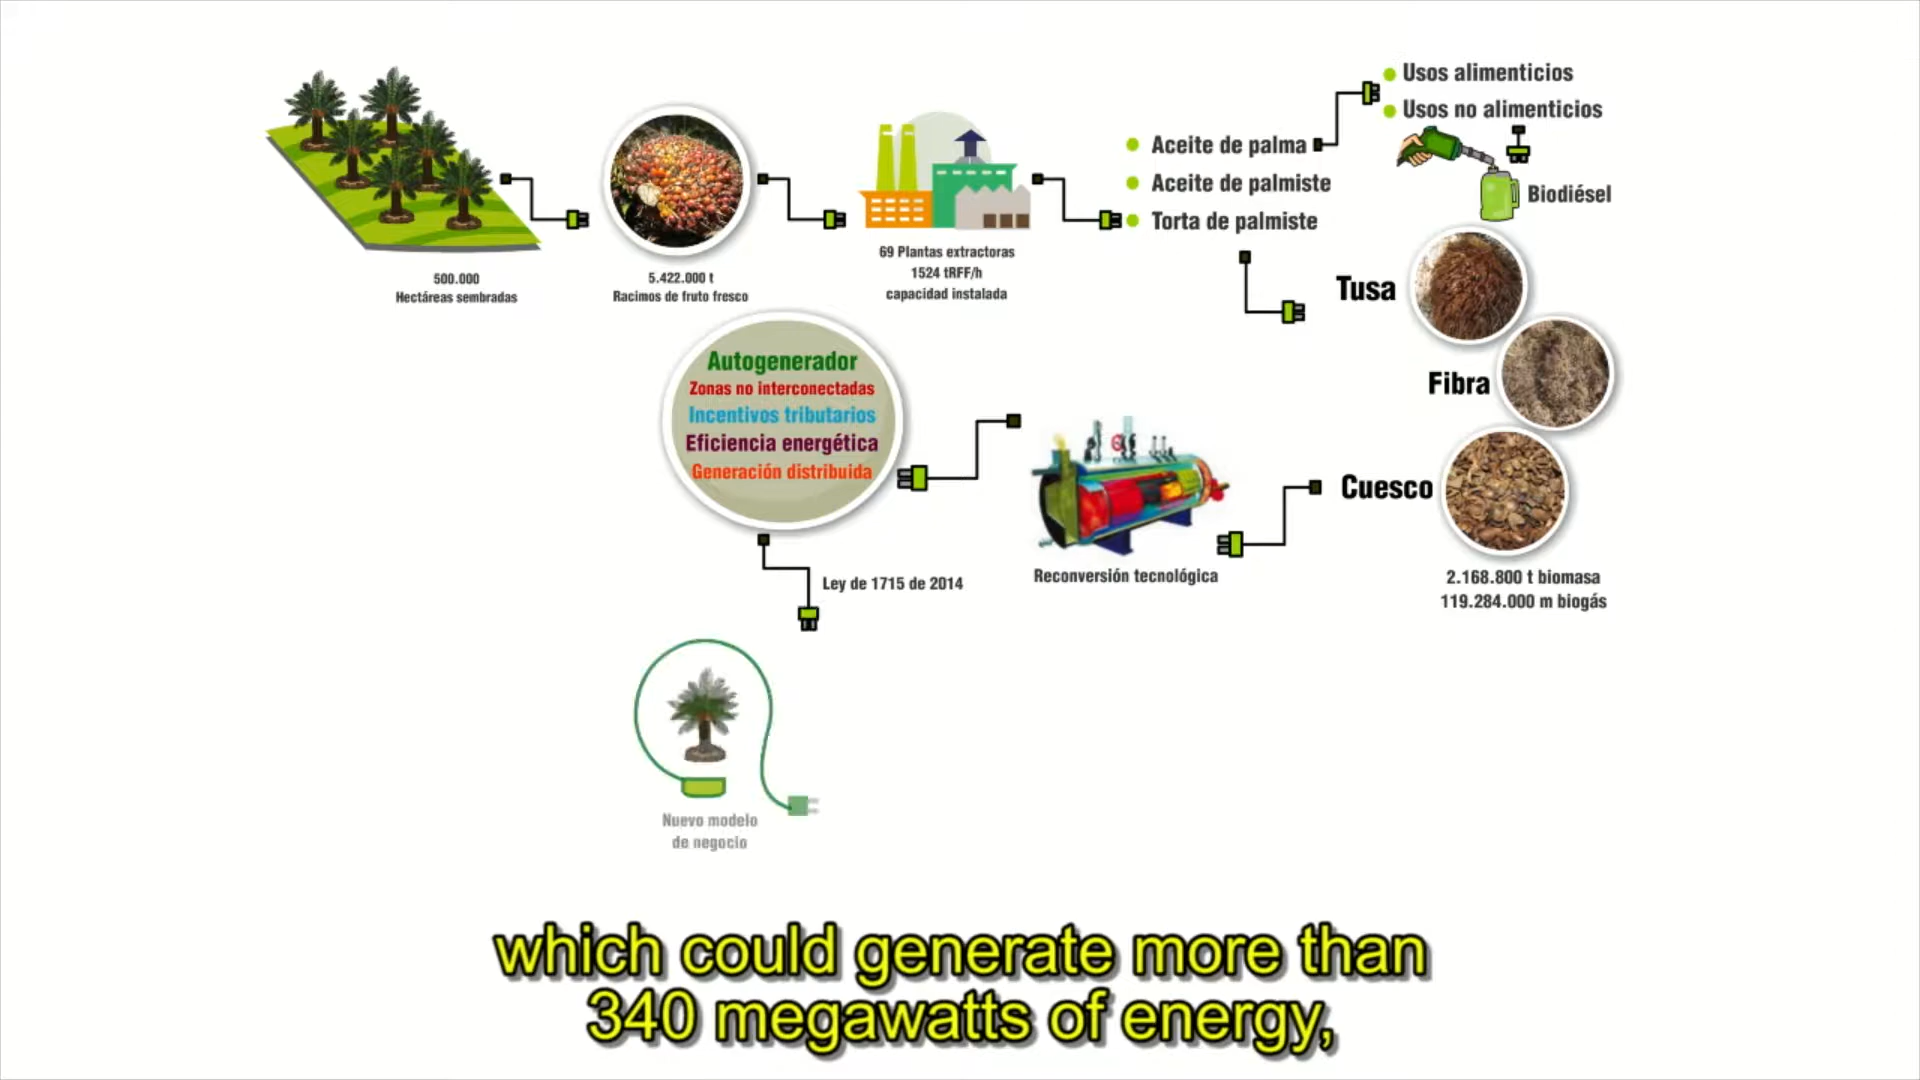 500.000
Hectáreas sembradas
5.422.000 t
Racimos de fruto fresco
69 Plantas extractoras
1524 tRFF/h
capacidad instalada
Aceite de palma
Aceite de palmiste
Torta de palmiste
Usos alimenticios
Usos no alimenticios
Biodiésel
Tusa
Fibra
Cuesco
2.168.800 t biomasa
119.284.000 m biogás
Reconversión tecnológica
Autogenerador
Zonas no interconectadas
Incentivos tributarios
Eficiencia energética
Generación distribuida
Ley de 1715 de 2014
Nuevo modelo
de negocio
which could generate more than
340 megawatts of energy,